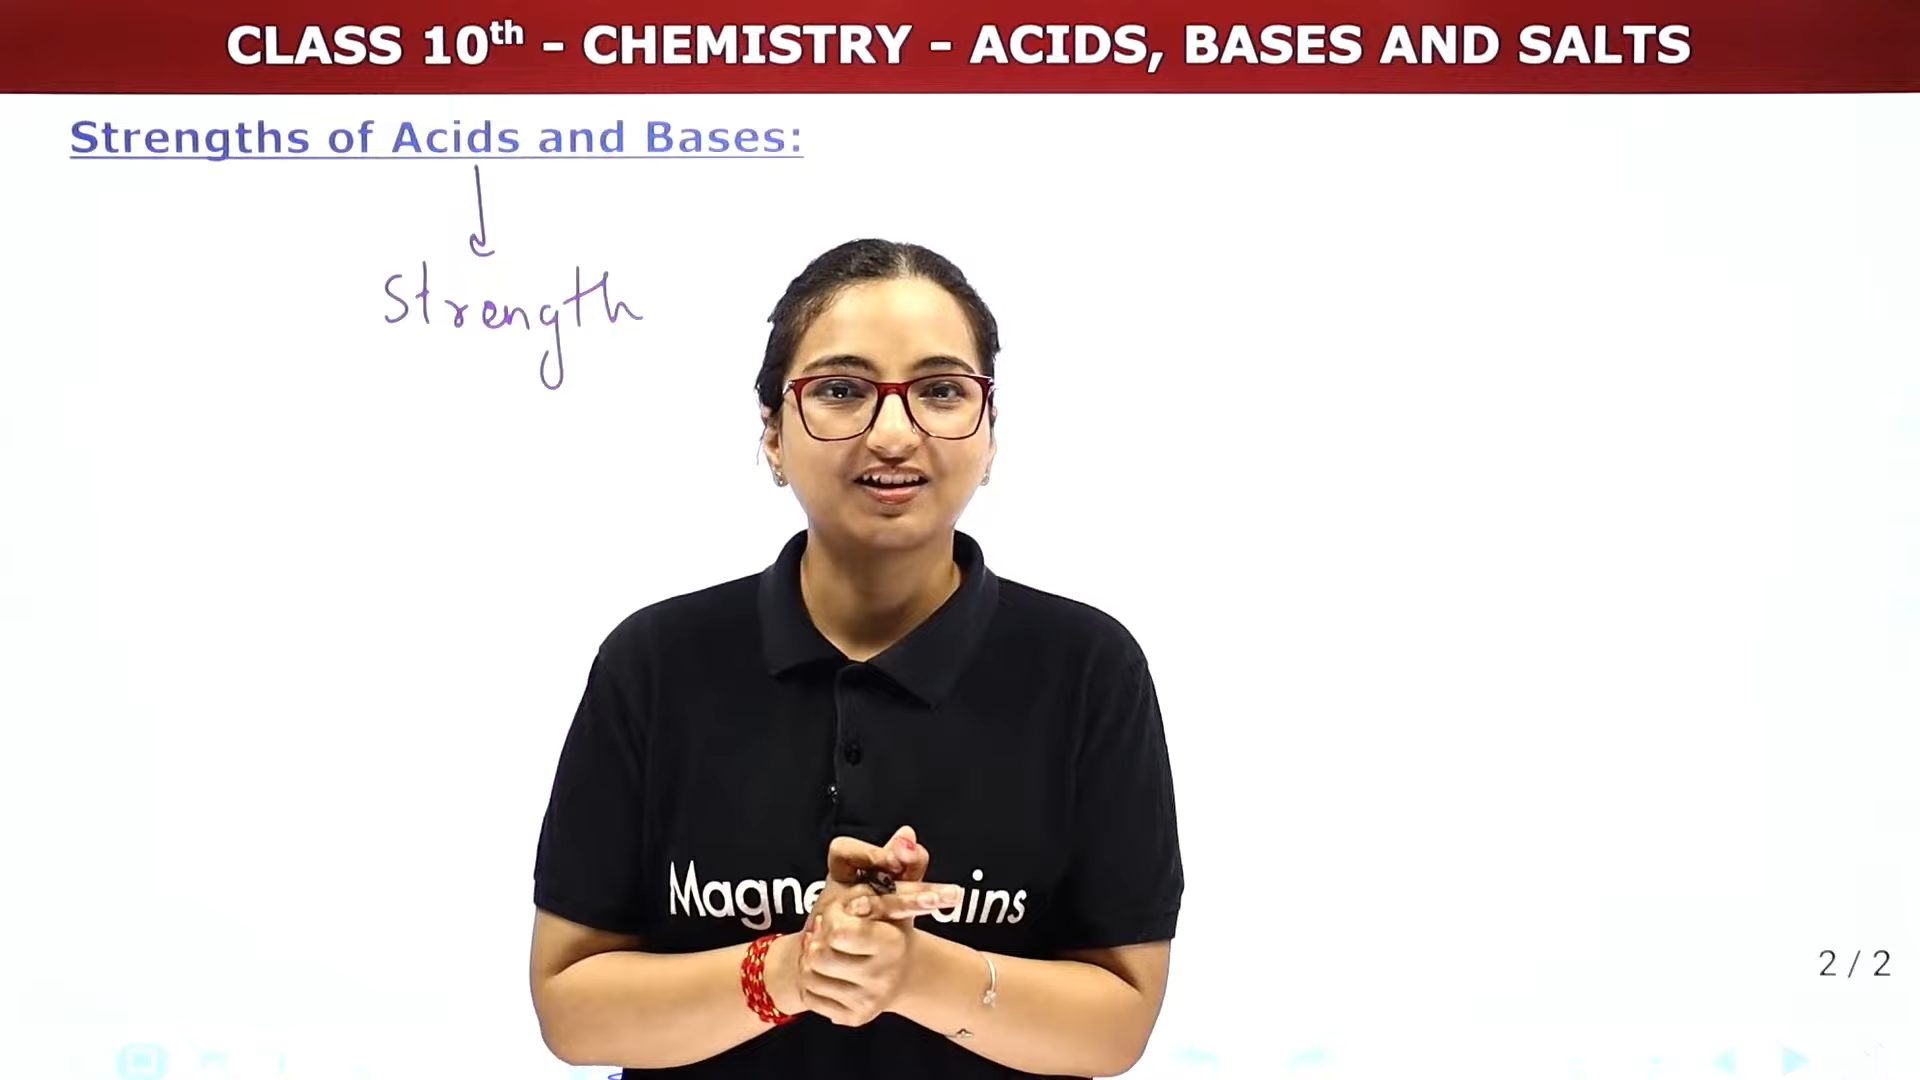 CLASS 10th - CHEMISTRY - ACIDS, BASES AND SALTS
Strengths of Acids and Bases:
Strength
Magne ains
2 / 2